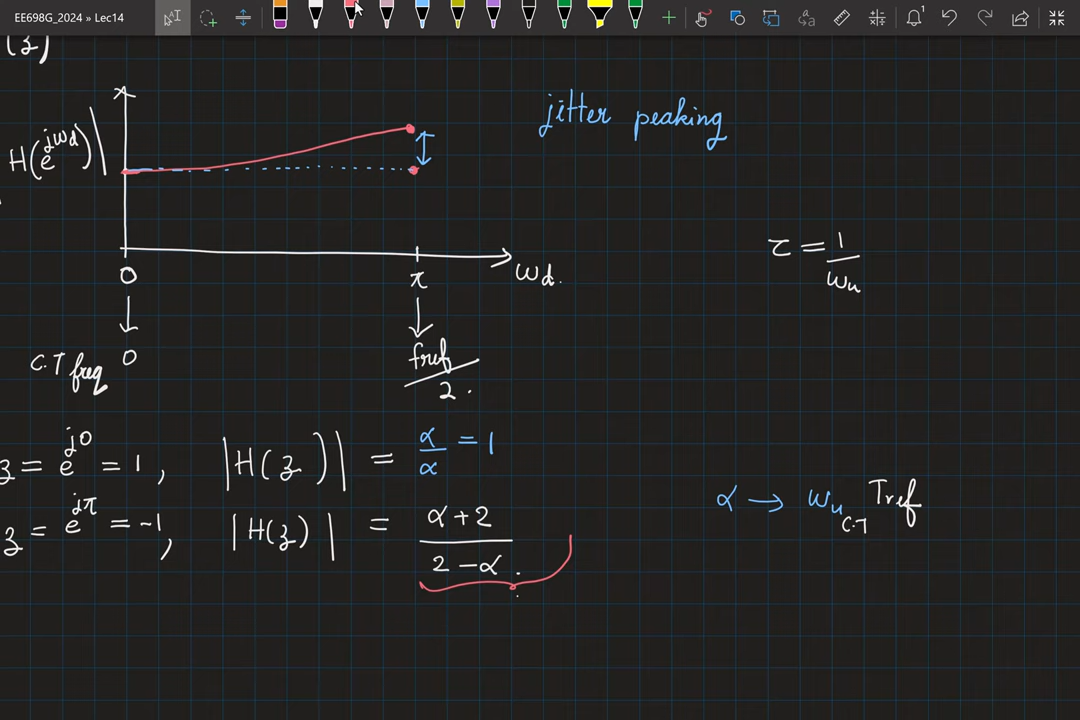 EE698G_2024 » Lec14
(z)
jitter peaking
H(e^{jωd})|
τ = 1/ωu
0 π ωd.
C.T freq 0 fref/2.
z = e^{j0} = 1, |H(z)| = α/α = 1
α → ωu C.T Tref
z = e^{jπ} = -1, |H(z)| = (α+2)/(2-α).